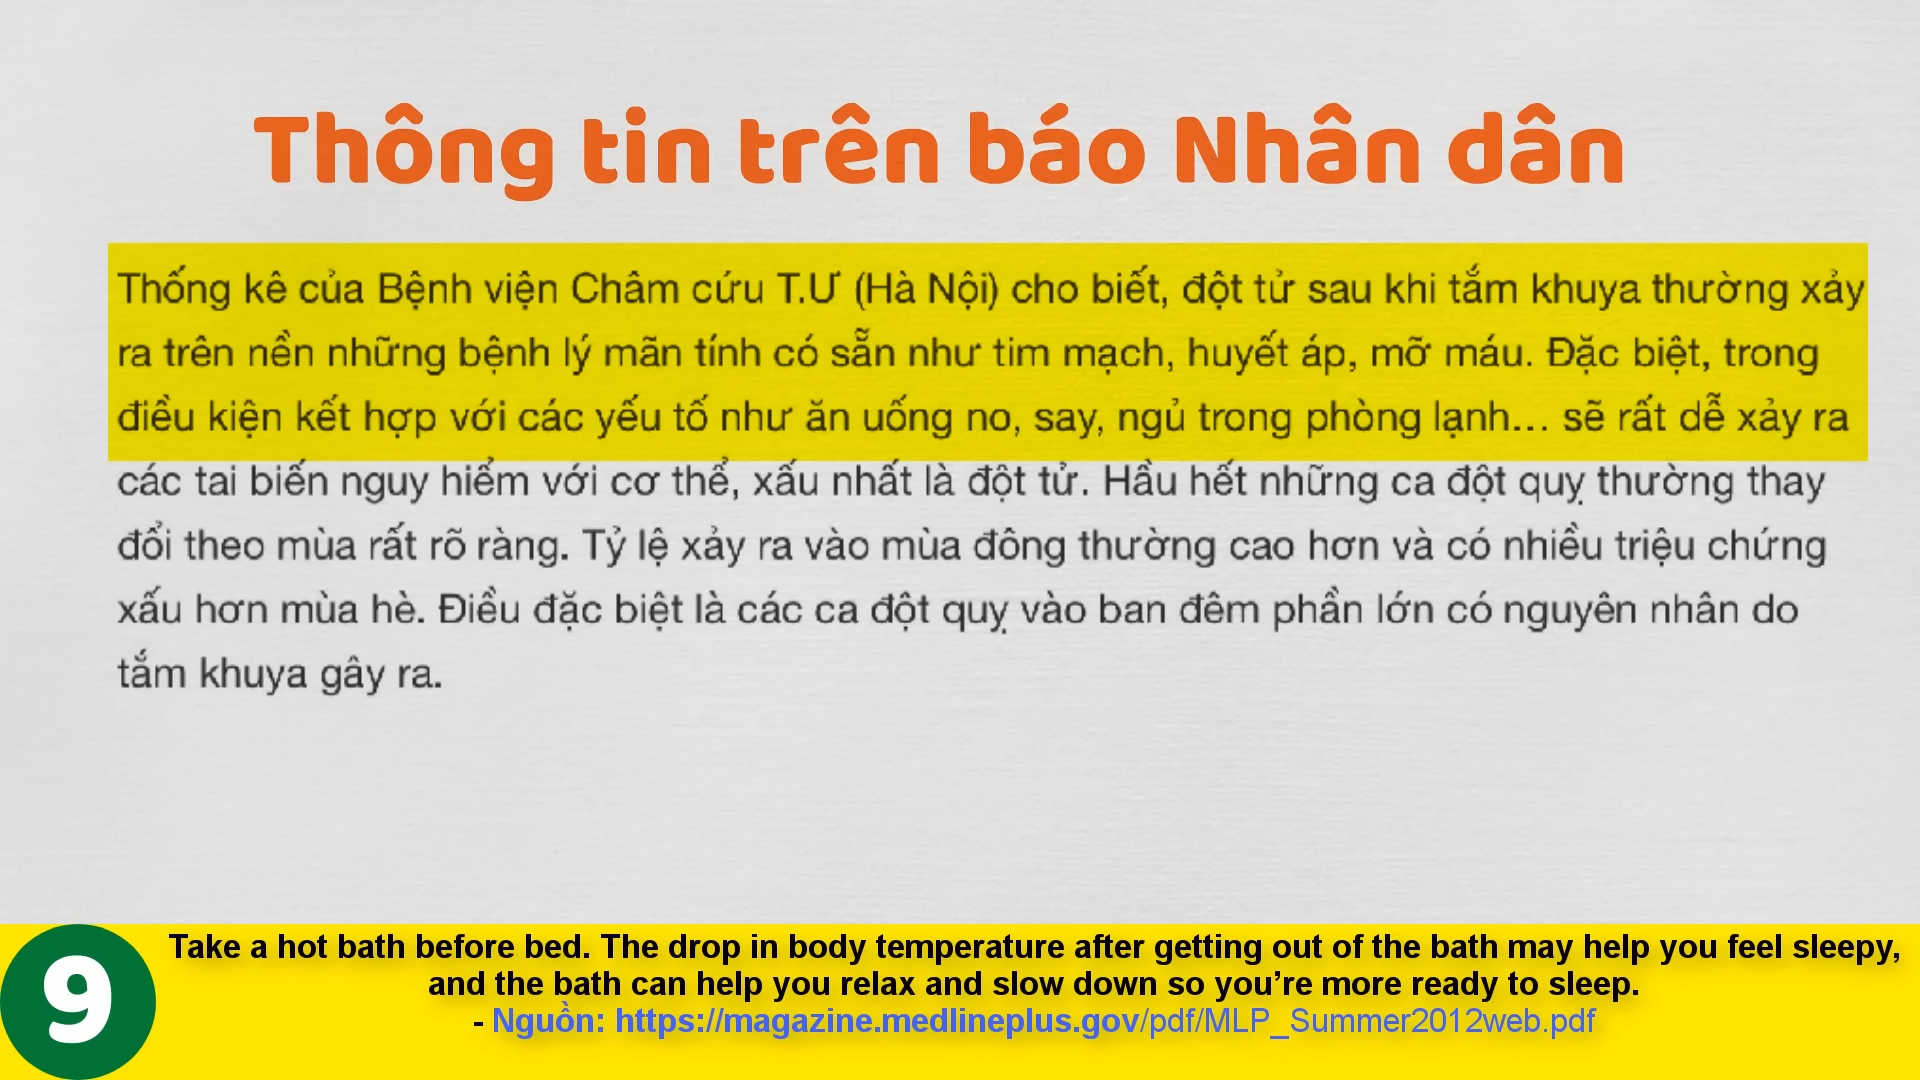 Thông tin trên báo Nhân dân
Thống kê của Bệnh viện Châm cứu T.Ư (Hà Nội) cho biết, đột tử sau khi tắm khuya thường xảy
ra trên nền những bệnh lý mãn tính có sẵn như tim mạch, huyết áp, mỡ máu. Đặc biệt, trong
điều kiện kết hợp với các yếu tố như ăn uống no, say, ngủ trong phòng lạnh... sẽ rất dễ xảy ra
các tai biến nguy hiểm với cơ thể, xấu nhất là đột tử. Hầu hết những ca đột quỵ thường thay
đổi theo mùa rất rõ ràng. Tỷ lệ xảy ra vào mùa đông thường cao hơn và có nhiều triệu chứng
xấu hơn mùa hè. Điều đặc biệt là các ca đột quỵ vào ban đêm phần lớn có nguyên nhân do
tắm khuya gây ra.
9
Take a hot bath before bed. The drop in body temperature after getting out of the bath may help you feel sleepy,
and the bath can help you relax and slow down so you’re more ready to sleep.
- Nguồn: https://magazine.medlineplus.gov/pdf/MLP_Summer2012web.pdf